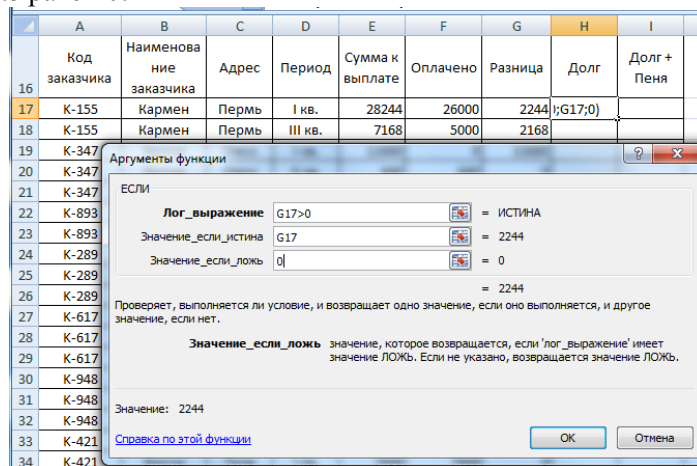 A B C D E F G H I
16 Код заказчика Наименова ние заказчика Адрес Период Сумма к выплате Оплачено Разница Долг Долг + Пеня
17 К-155 Кармен Пермь I кв. 28244 26000 2244 ;G17;0)
18 К-155 Кармен Пермь III кв. 7168 5000 2168
19 К-347
20 К-347
21 К-347
22 К-893
23 К-893
24 К-289
25 К-289
26 К-289
27 К-617
28 К-617
29 К-617
30 К-948
31 К-948
32 К-948
33 К-421
34 К-421
Аргументы функции
ЕСЛИ
Лог_выражение G17>0 = ИСТИНА
Значение_если_истина G17 = 2244
Значение_если_ложь 0 = 0
= 2244
Проверяет, выполняется ли условие, и возвращает одно значение, если оно выполняется, и другое
значение, если нет.
Значение_если_ложь значение, которое возвращается, если 'лог_выражение' имеет
значение ЛОЖЬ. Если не указано, возвращается значение ЛОЖЬ.
Значение: 2244
Справка по этой функции
ОК Отмена